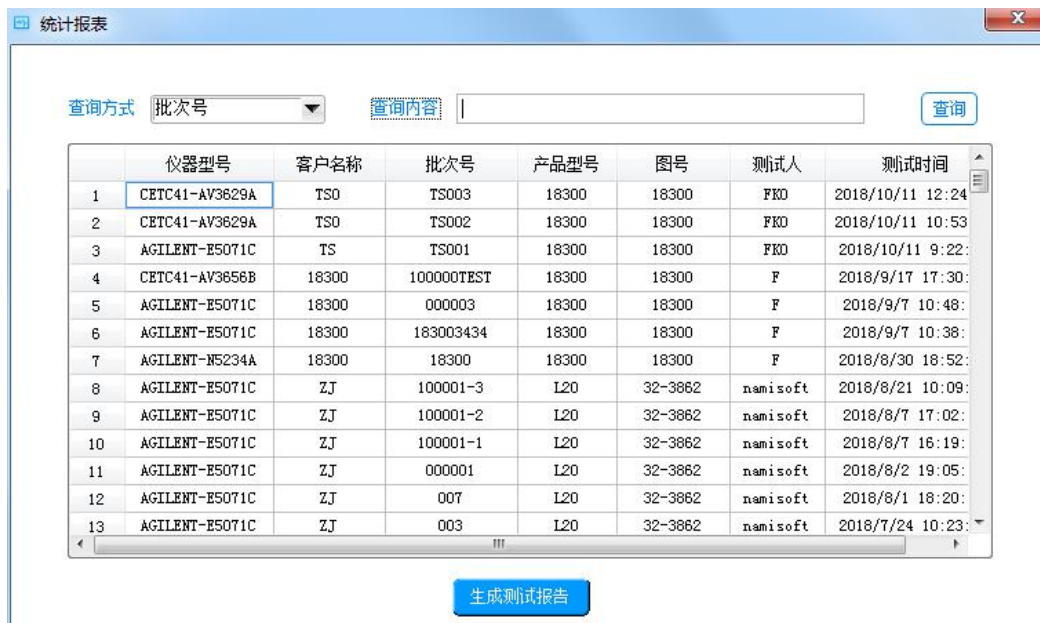 统计报表
查询方式 批次号 查询内容 查询
仪器型号 客户名称 批次号 产品型号 图号 测试人 测试时间
1 CETC41-AV3629A TSO TS003 18300 18300 FKO 2018/10/11 12:24
2 CETC41-AV3629A TSO TS002 18300 18300 FKO 2018/10/11 10:53
3 AGILENT-E5071C TS TS001 18300 18300 FKO 2018/10/11 9:22:
4 CETC41-AV3656B 18300 100000TEST 18300 18300 F 2018/9/17 17:30:
5 AGILENT-E5071C 18300 000003 18300 18300 F 2018/9/7 10:48:
6 AGILENT-E5071C 18300 183003434 18300 18300 F 2018/9/7 10:38:
7 AGILENT-N5234A 18300 18300 18300 18300 F 2018/8/30 18:52:
8 AGILENT-E5071C ZJ 100001-3 L20 32-3862 namisoft 2018/8/21 10:09:
9 AGILENT-E5071C ZJ 100001-2 L20 32-3862 namisoft 2018/8/7 17:02:
10 AGILENT-E5071C ZJ 100001-1 L20 32-3862 namisoft 2018/8/7 16:19:
11 AGILENT-E5071C ZJ 000001 L20 32-3862 namisoft 2018/8/2 19:05:
12 AGILENT-E5071C ZJ 007 L20 32-3862 namisoft 2018/8/1 18:20:
13 AGILENT-E5071C ZJ 003 L20 32-3862 namisoft 2018/7/24 10:23:
生成测试报告